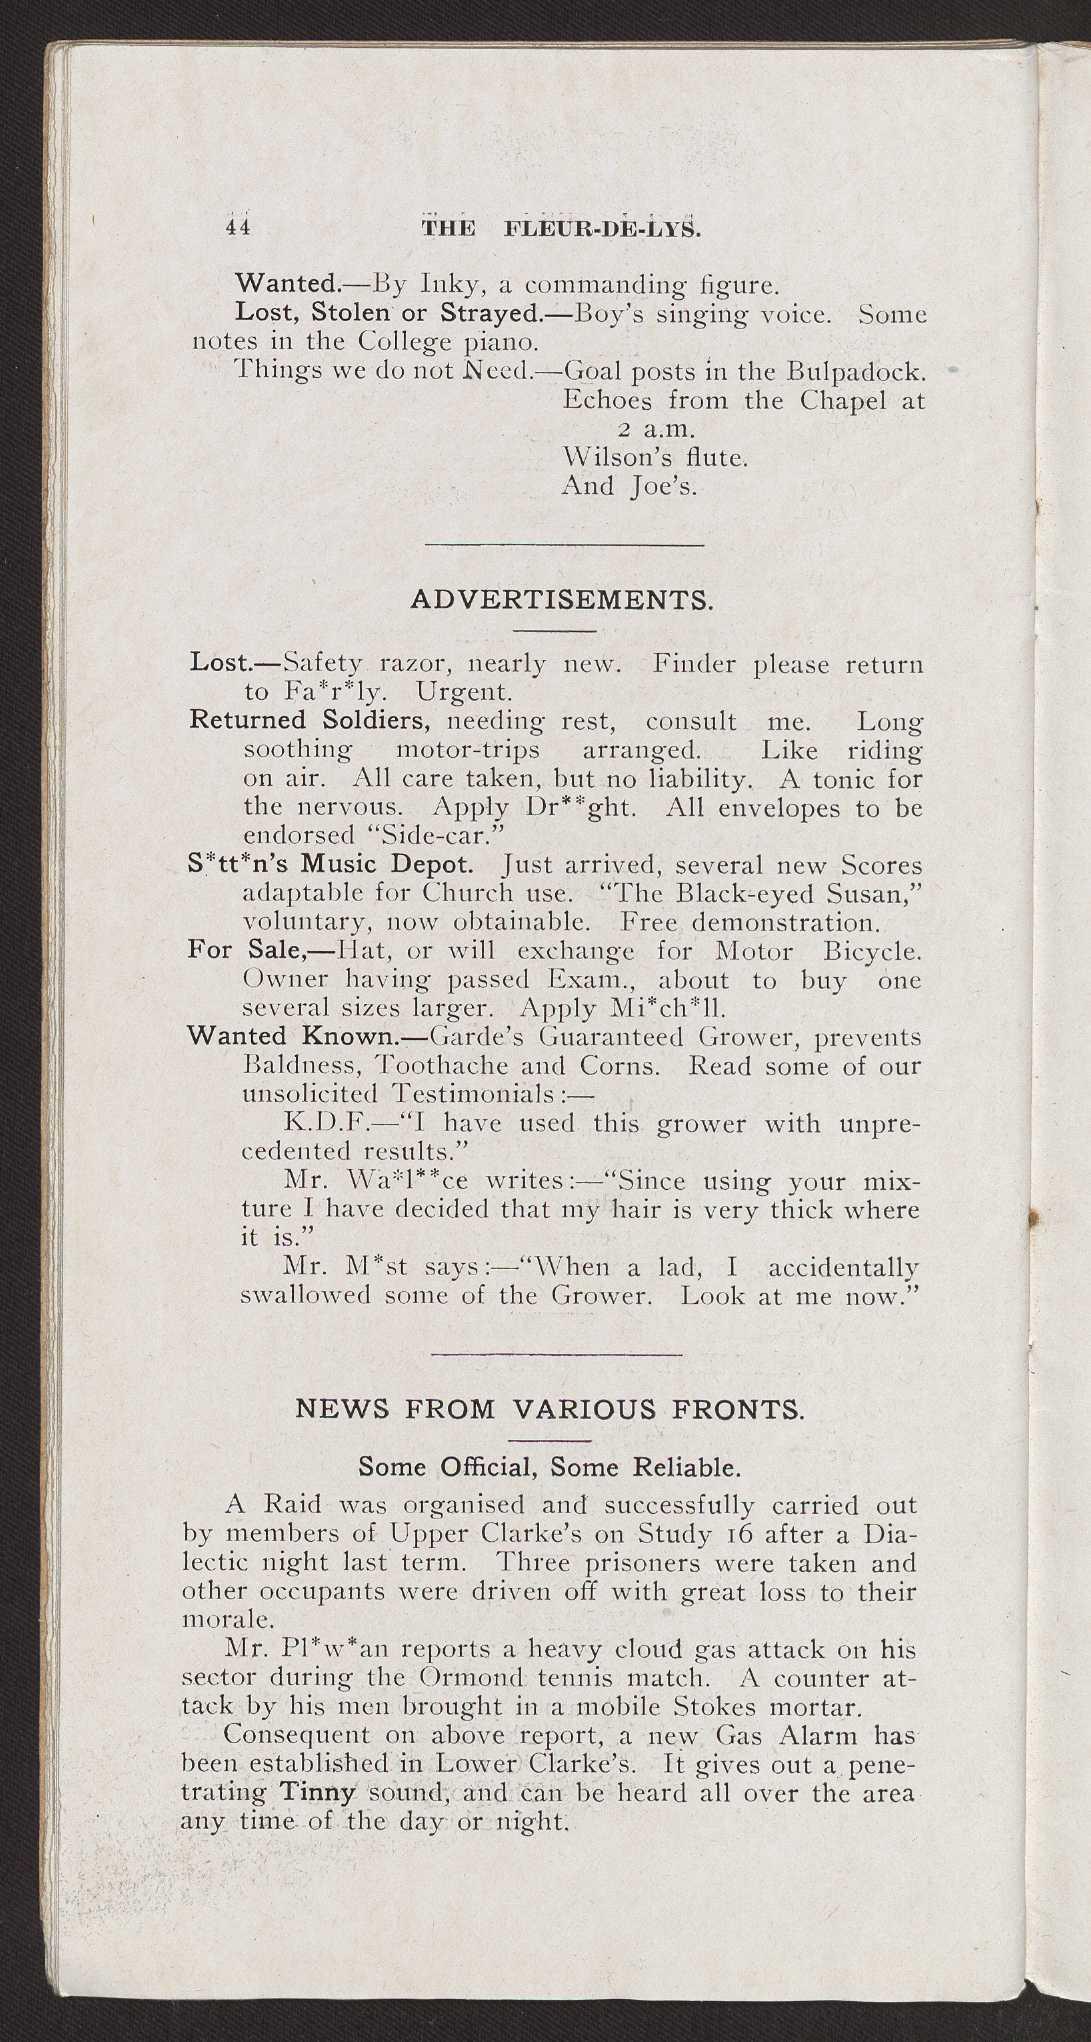 44 THE FLEUR-DE-LYS.
Wanted.—By Inky, a commanding figure.
Lost, Stolen or Strayed.—Boy's singing voice. Some
notes in the College piano.
Things we do not Need.—Goal posts in the Bulpadock.
Echoes from the Chapel at
2 a.m.
Wilson's flute.
And Joe's.
ADVERTISEMENTS.
Lost.—Safety razor, nearly new. Finder please return
to Fa*r*ly. Urgent.
Returned Soldiers, needing rest, consult me. Long
soothing motor-trips arranged. Like riding
on air. All care taken, but no liability. A tonic for
the nervous. Apply Dr**ght. All envelopes to be
endorsed "Side-car."
S*tt*n's Music Depot. Just arrived, several new Scores
adaptable for Church use. "The Black-eyed Susan,"
voluntary, now obtainable. Free demonstration.
For Sale,—Hat, or will exchange for Motor Bicycle.
Owner having passed Exam., about to buy one
several sizes larger. Apply Mi*ch*ll.
Wanted Known.—Garde's Guaranteed Grower, prevents
Baldness, Toothache and Corns. Read some of our
unsolicited Testimonials:—
K.D.F.—"I have used this grower with unpre-
cedented results."
Mr. Wa*l**ce writes:—"Since using your mix-
ture I have decided that my hair is very thick where
it is."
Mr. M*st says:—"When a lad, I accidentally
swallowed some of the Grower. Look at me now."
NEWS FROM VARIOUS FRONTS.
Some Official, Some Reliable.
A Raid was organised and successfully carried out
by members of Upper Clarke's on Study 16 after a Dia-
lectic night last term. Three prisoners were taken and
other occupants were driven off with great loss to their
morale.
Mr. Pl*w*an reports a heavy cloud gas attack on his
sector during the Ormond tennis match. A counter at-
tack by his men brought in a mobile Stokes mortar.
Consequent on above report, a new Gas Alarm has
been established in Lower Clarke's. It gives out a pene-
trating Tinny sound, and can be heard all over the area
any time of the day or night.